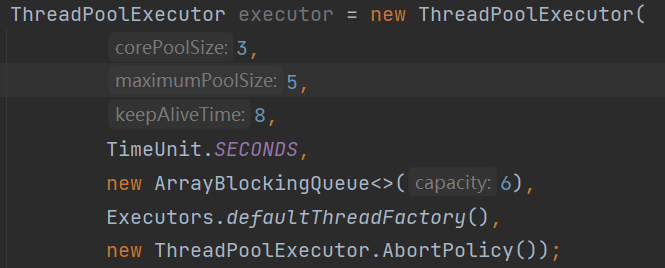 ThreadPoolExecutor executor = new ThreadPoolExecutor(
corePoolSize: 3,
maximumPoolSize: 5,
keepAliveTime: 8,
TimeUnit.SECONDS,
new ArrayBlockingQueue<>( capacity: 6),
Executors.defaultThreadFactory(),
new ThreadPoolExecutor.AbortPolicy());